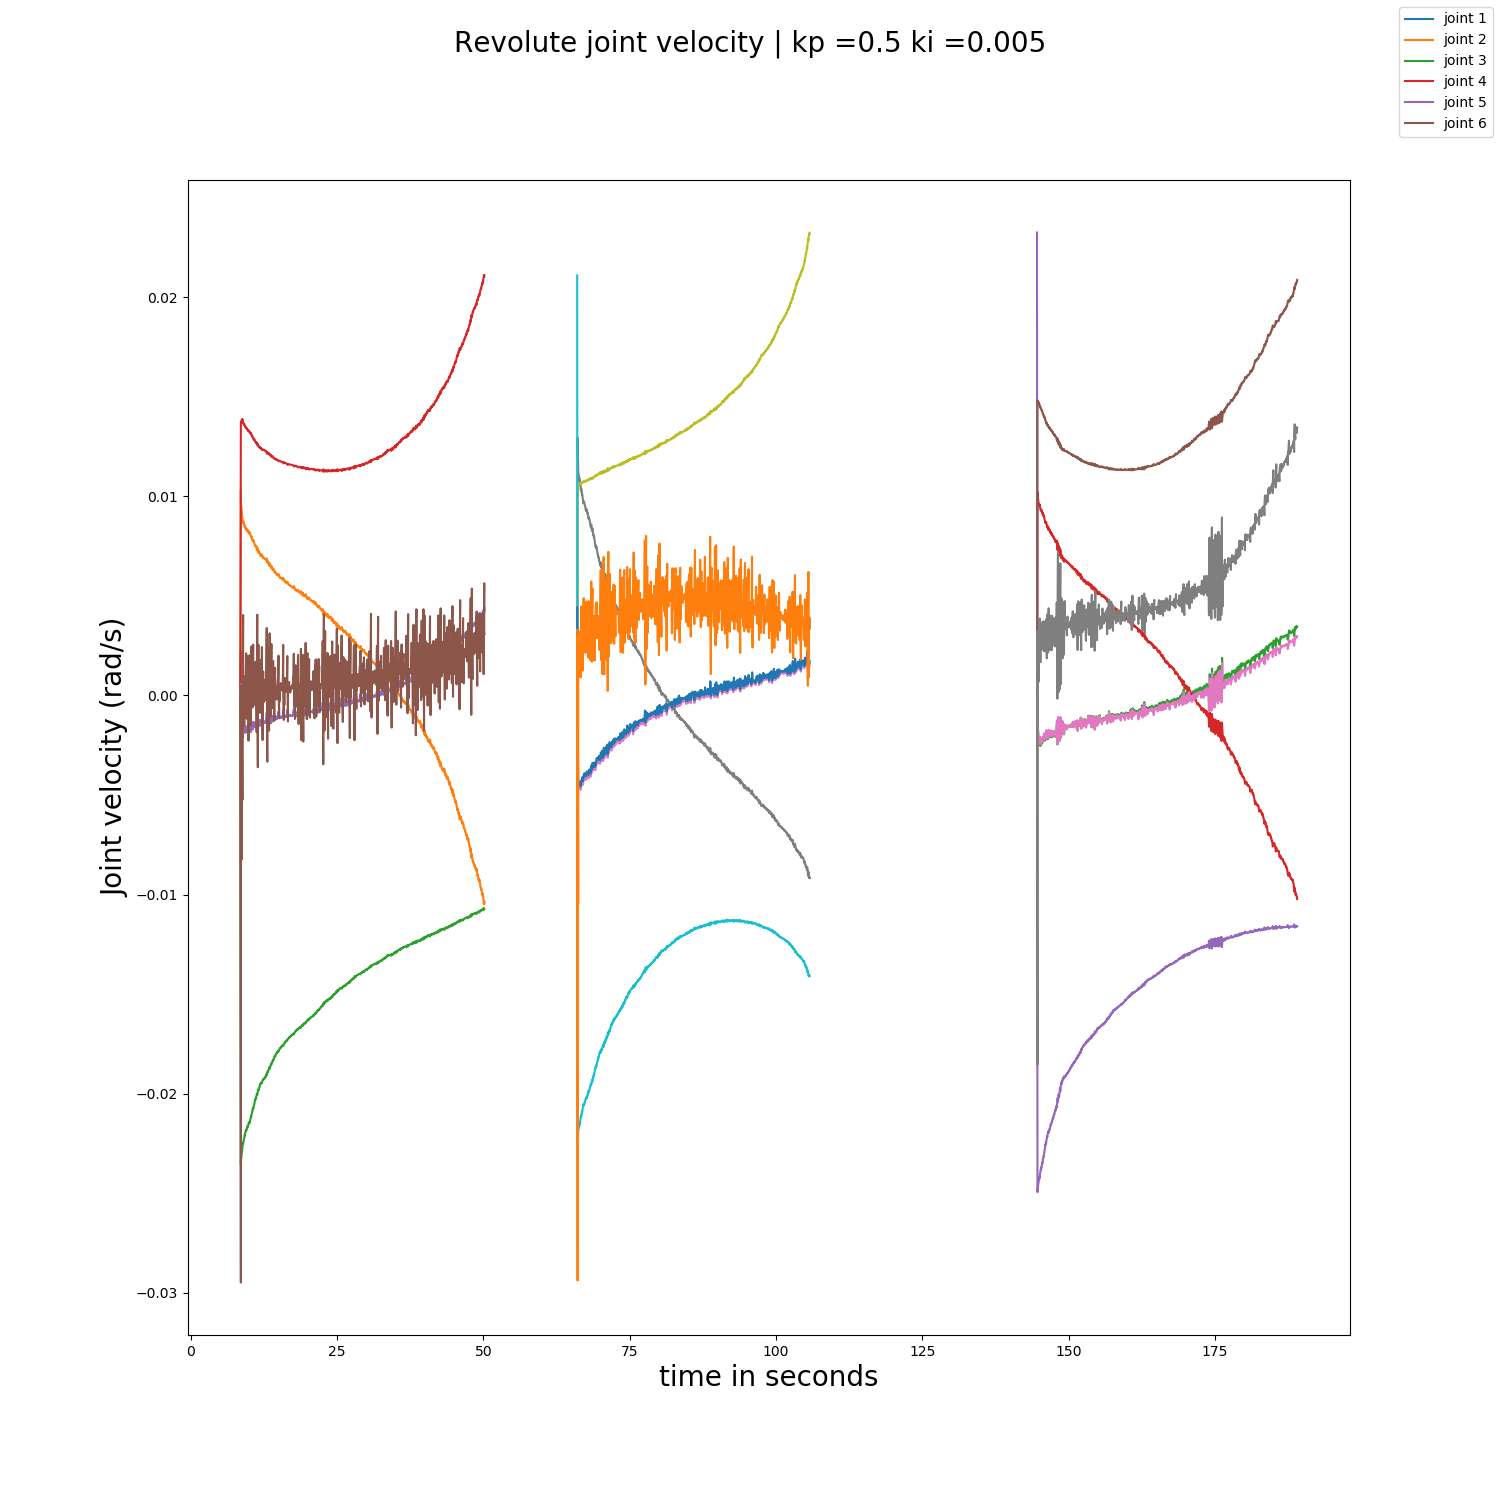 Revolute joint velocity | kp =0.5 ki =0.005
joint 1
joint 2
joint 3
joint 4
joint 5
joint 6
Joint velocity (rad/s)
0.02
0.01
0.00
−0.01
−0.02
−0.03
0 25 50 75 100 125 150 175
time in seconds